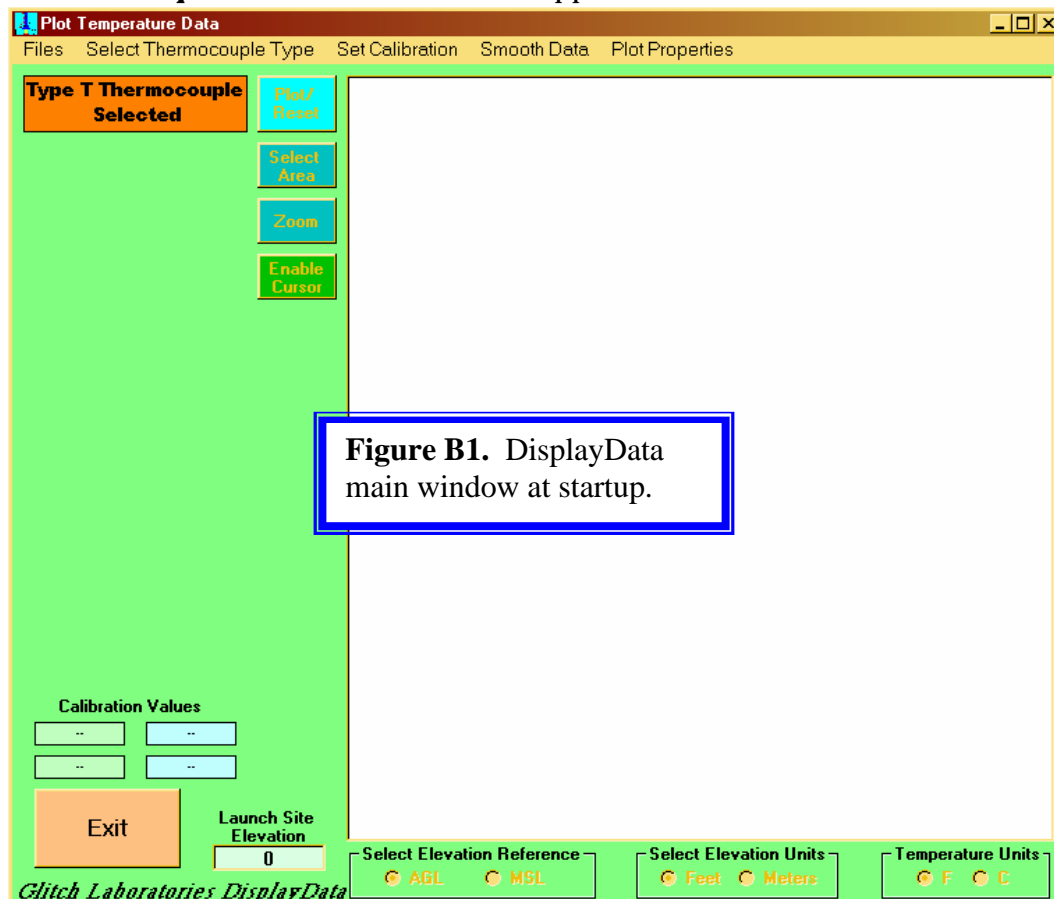 Plot Temperature Data
Files Select Thermocouple Type Set Calibration Smooth Data Plot Properties
Type T Thermocouple
Selected
Plot/
Reset
Select
Area
Zoom
Enable
Cursor
Figure B1. DisplayData
main window at startup.
Calibration Values
-- --
-- --
Exit
Launch Site
Elevation
0
Select Elevation Reference
AGL MSL
Select Elevation Units
Feet Meters
Temperature Units
F C
Glitch Laboratories DisplayData